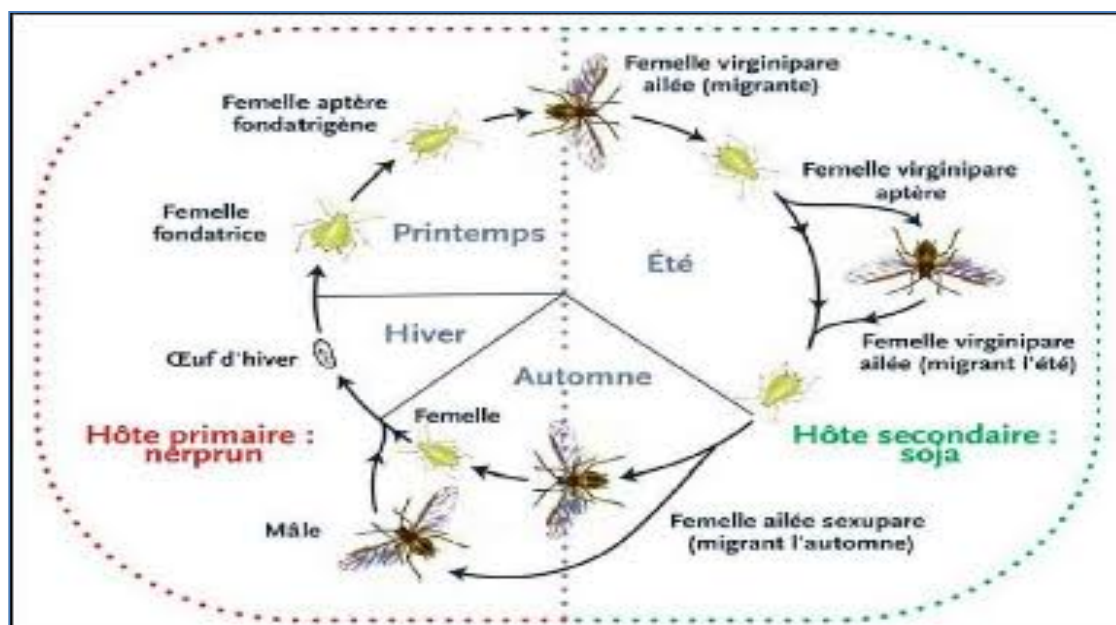 Femelle virginipare
ailée (migrante)
Femelle aptère
fondatrigène
Femelle virginipare
aptère
Femelle
fondatrice
Printemps
Été
Hiver
Œuf d'hiver
Femelle virginipare
ailée (migrant l'été)
Automne
Femelle
Hôte primaire :
nerprun
Hôte secondaire :
soja
Mâle
Femelle ailée sexupare
(migrant l'automne)